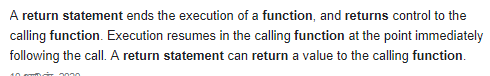 A return statement ends the execution of a function, and returns control to the
calling function. Execution resumes in the calling function at the point immediately
following the call. A return statement can return a value to the calling function.